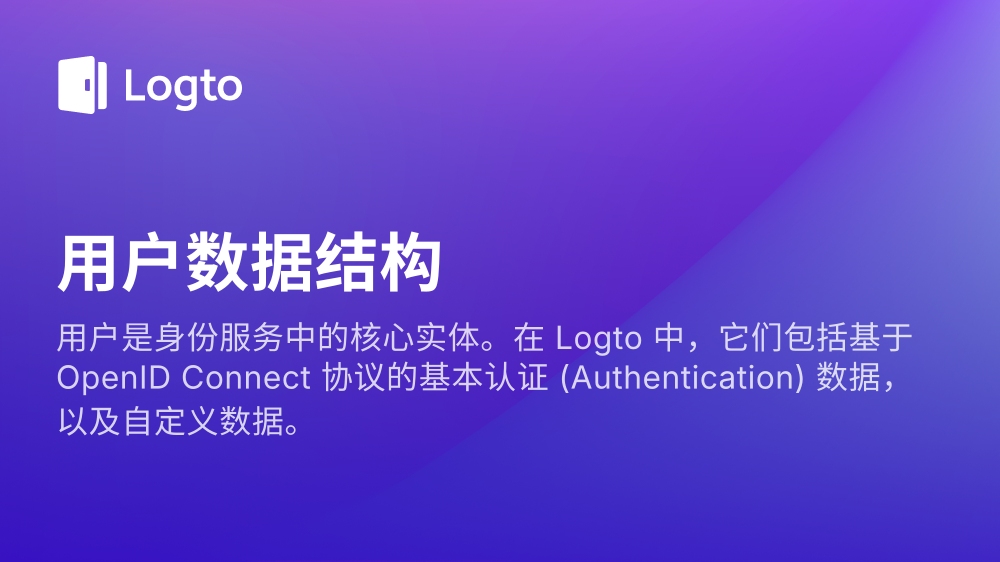 Logto
用户数据结构
用户是身份服务中的核心实体。在 Logto 中，它们包括基于
OpenID Connect 协议的基本认证 (Authentication) 数据，
以及自定义数据。